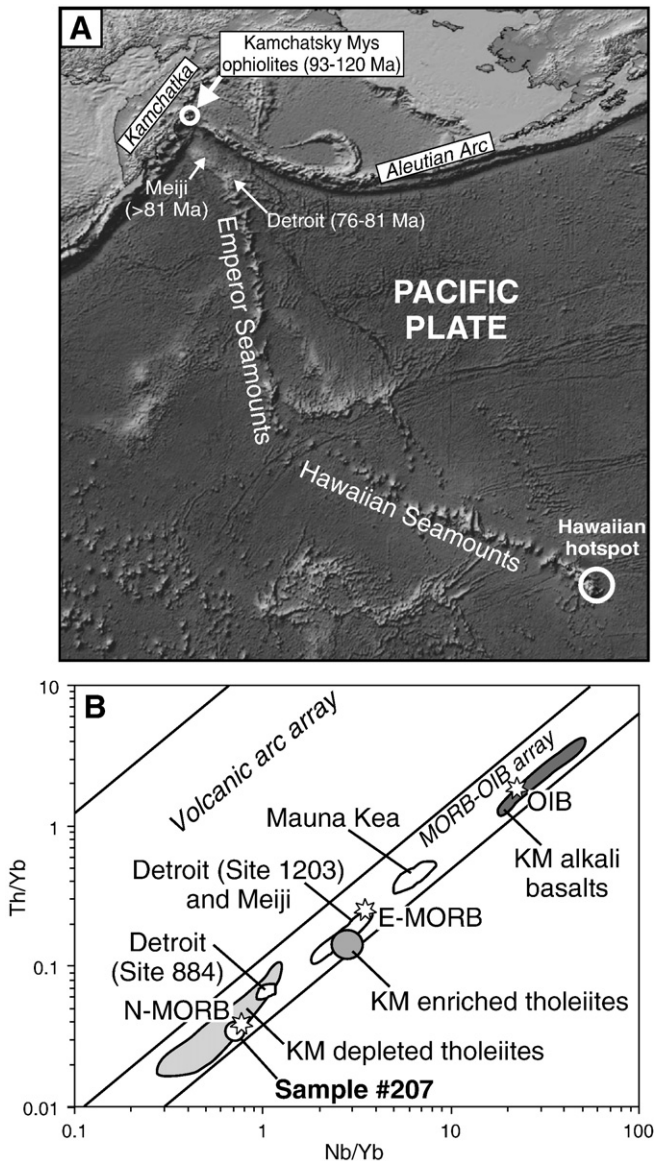 A
Kamchatsky Mys
ophiolites (93-120 Ma)
Kamchatka
Aleutian Arc
Meiji
(>81 Ma)
Detroit (76-81 Ma)
Emperor Seamounts
PACIFIC
PLATE
Hawaiian Seamounts
Hawaiian
hotspot
B
10
1
0.1
0.01
Th/Yb
Volcanic arc array
MORB-OIB array
OIB
Mauna Kea
KM alkali
basalts
Detroit (Site 1203)
and Meiji
E-MORB
Detroit
(Site 884)
KM enriched tholeiites
N-MORB
KM depleted tholeiites
Sample #207
0.1
1
10
100
Nb/Yb